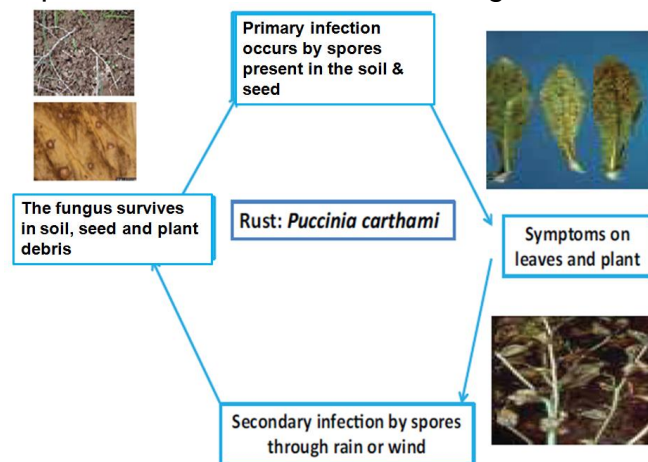 Primary infection
occurs by spores
present in the soil &
seed
The fungus survives
in soil, seed and plant
debris
Rust: Puccinia carthami
Symptoms on
leaves and plant
Secondary infection by spores
through rain or wind